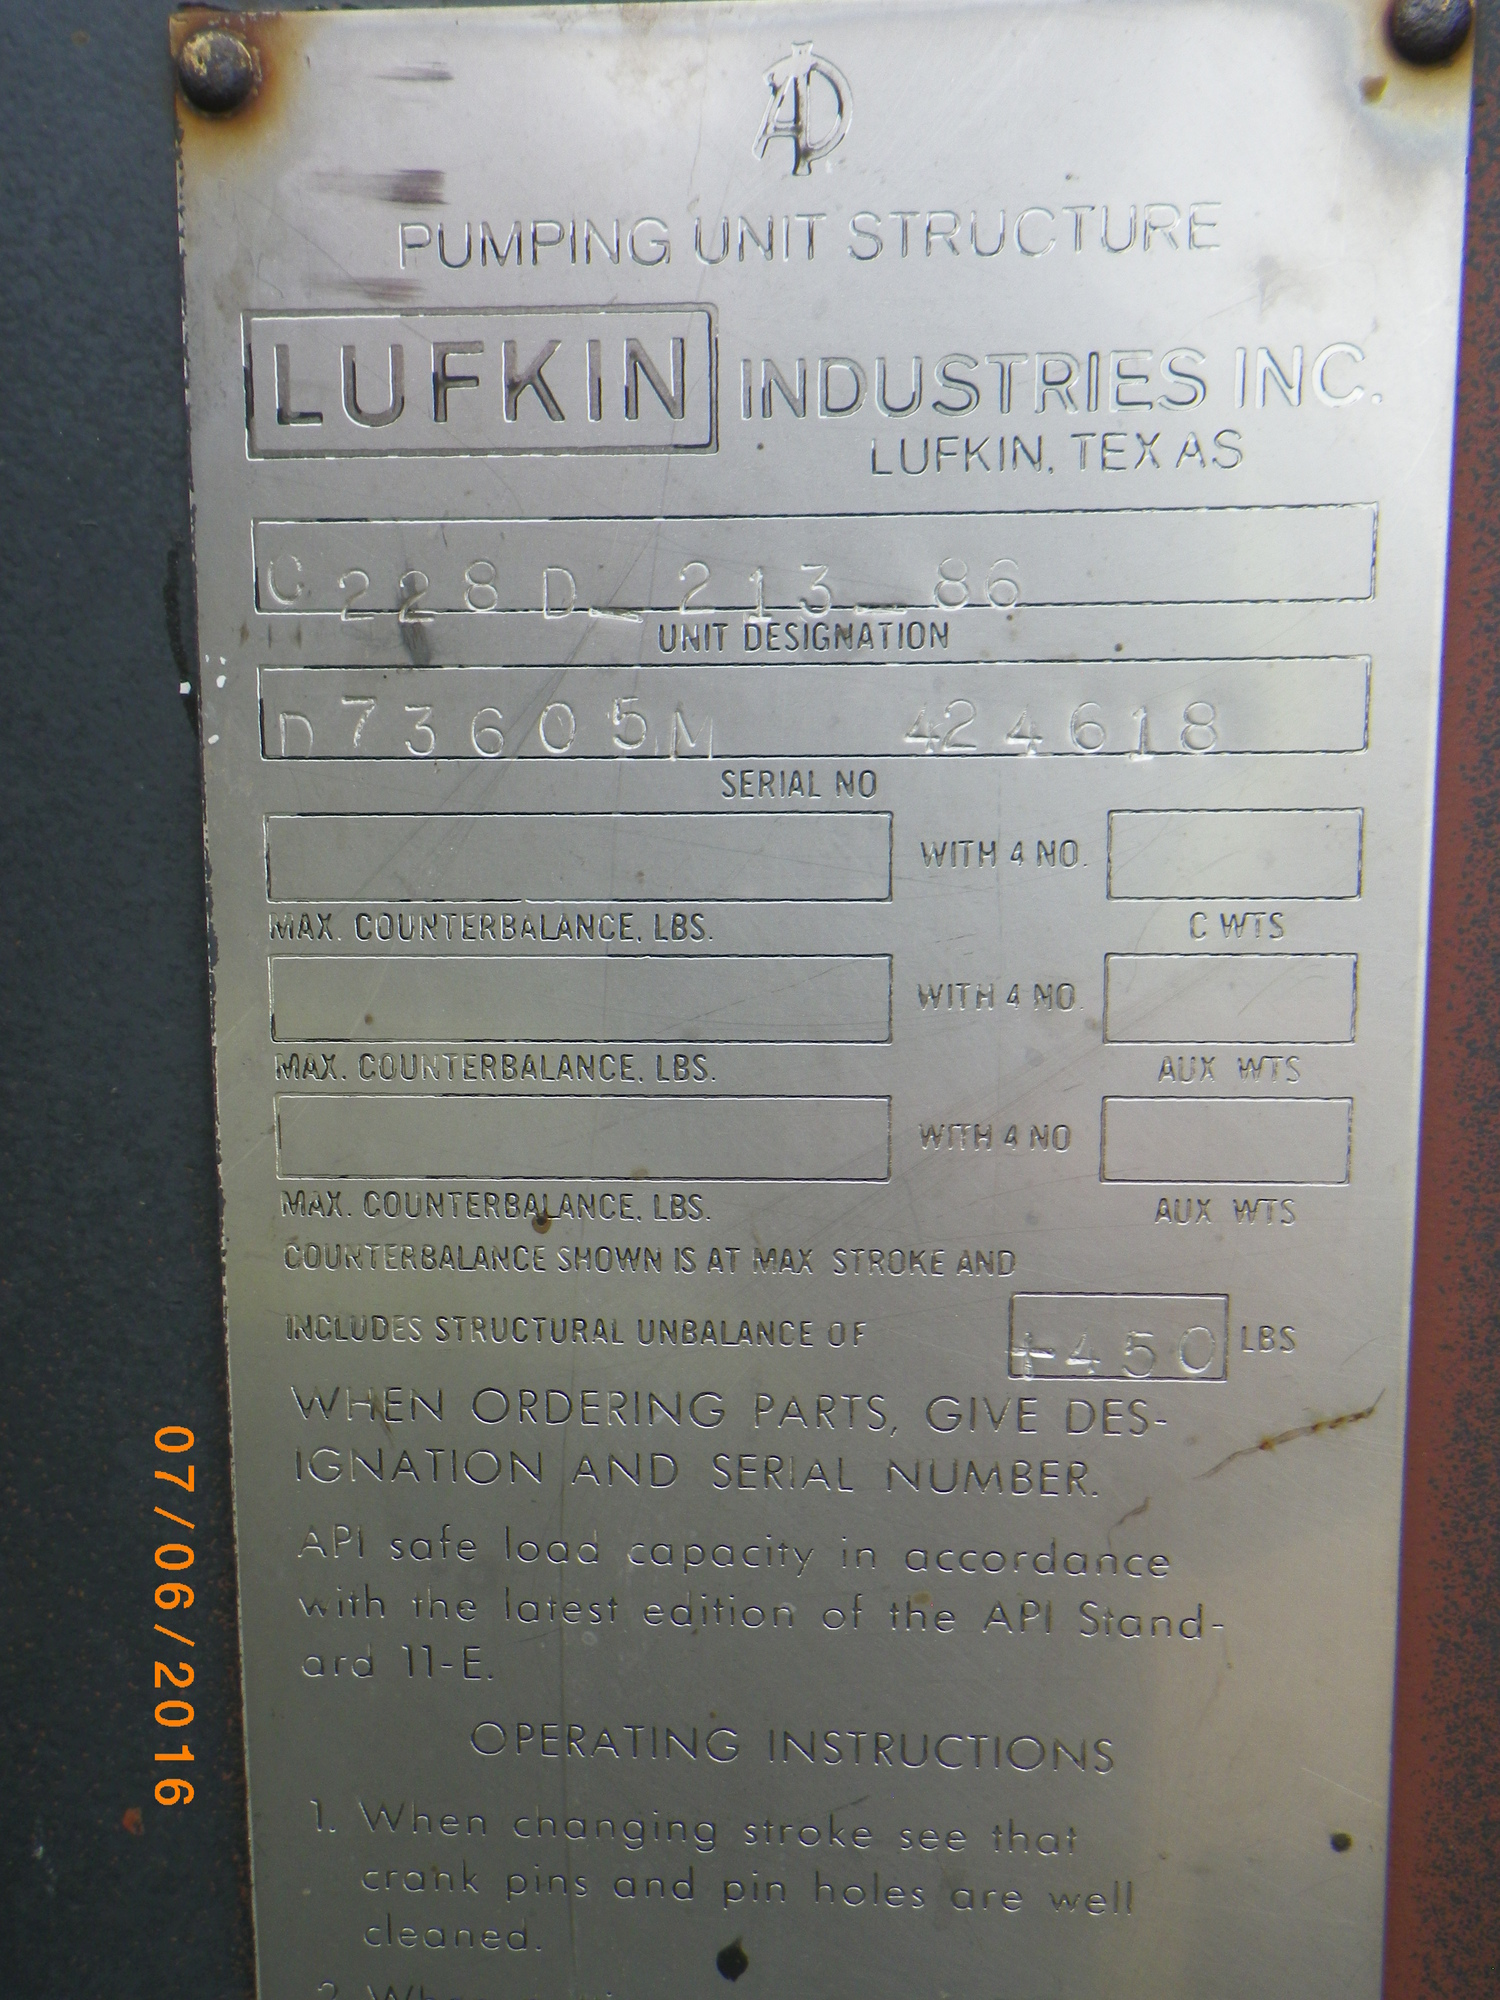 API
PUMPING UNIT STRUCTURE
LUFKIN INDUSTRIES INC.
LUFKIN, TEXAS
C 228 D - 213 - 86
UNIT DESIGNATION
D73605M 424618
SERIAL NO
WITH 4 NO.
MAX. COUNTERBALANCE, LBS. C WTS
WITH 4 NO.
MAX. COUNTERBALANCE, LBS. AUX WTS
WITH 4 NO
MAX. COUNTERBALANCE, LBS. AUX WTS
COUNTERBALANCE SHOWN IS AT MAX STROKE AND
INCLUDES STRUCTURAL UNBALANCE OF +450 LBS
WHEN ORDERING PARTS, GIVE DES-
IGNATION AND SERIAL NUMBER.
API safe load capacity in accordance
with the latest edition of the API Stand-
ard 11-E.
OPERATING INSTRUCTIONS
1. When changing stroke see that
crank pins and pin holes are well
cleaned.
2.
07/06/2016